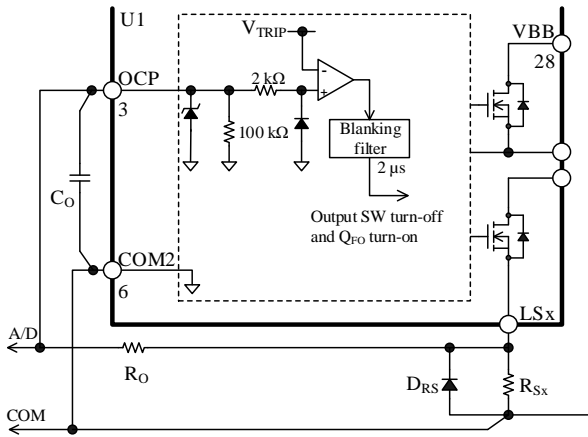 U1
VTRIP
VBB
28
OCP
3
2 kΩ
-
+
100 kΩ
Blanking
filter
2 µs
CO
Output SW turn-off
and QFO turn-on
COM2
6
LSx
A/D
RO
DRS
RSx
COM